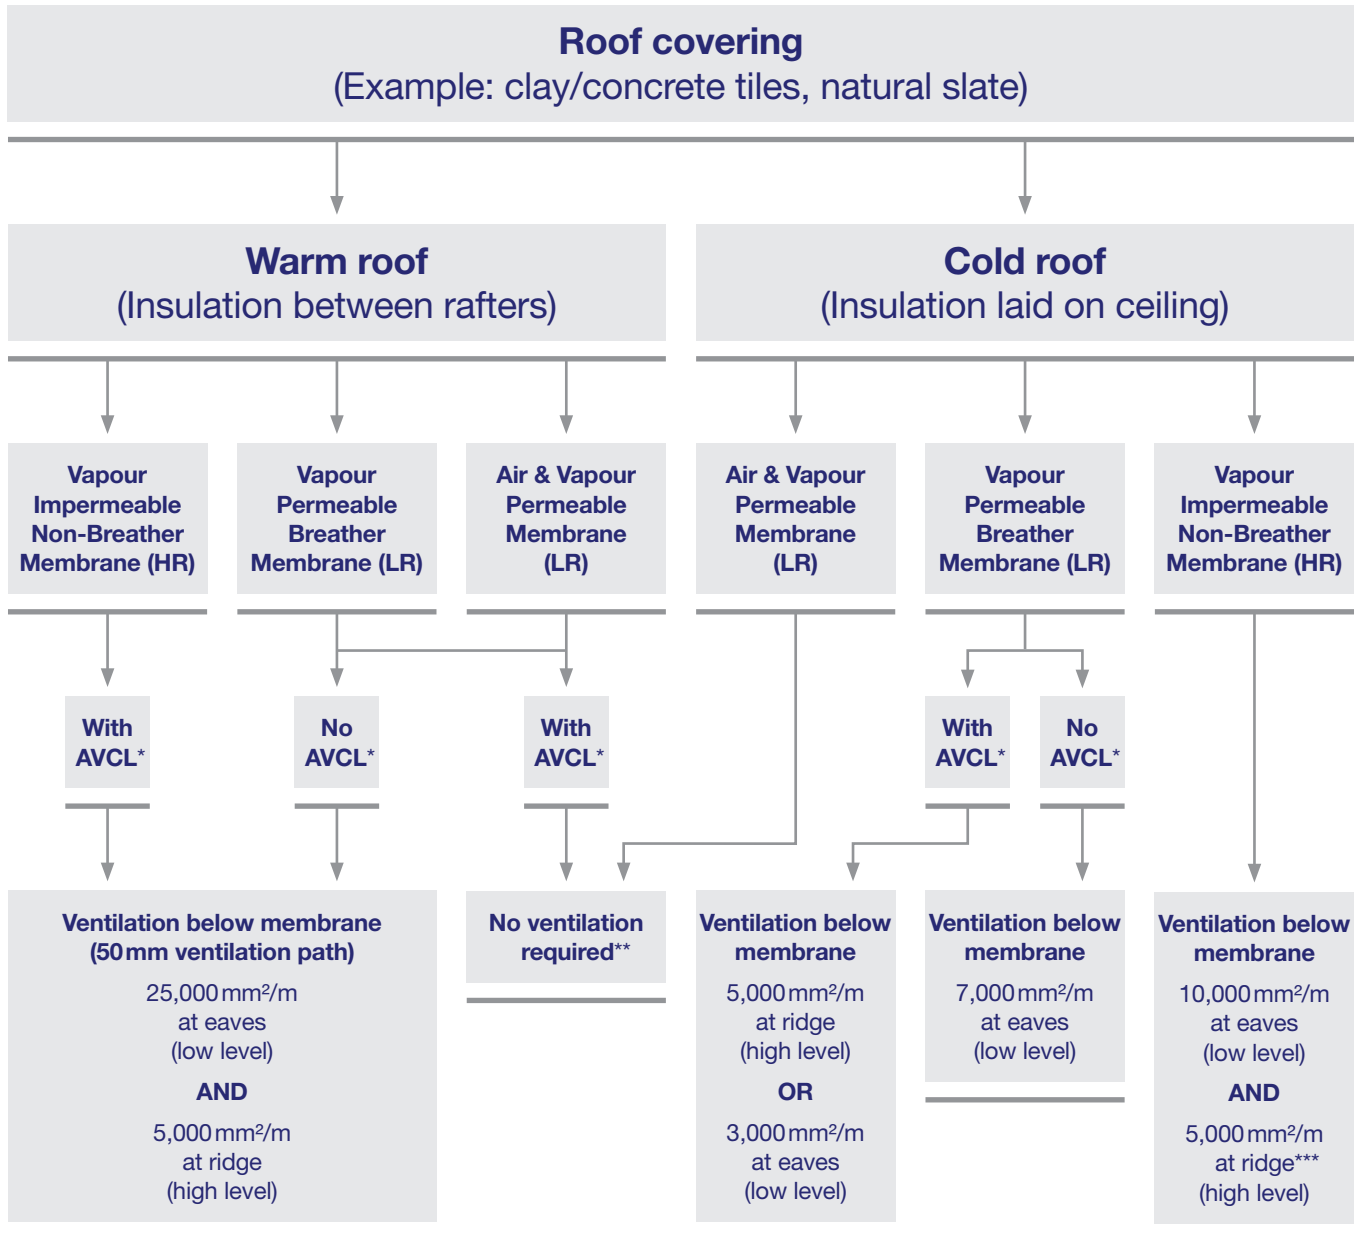 Roof covering
(Example: clay/concrete tiles, natural slate)
Warm roof
(Insulation between rafters)
Cold roof
(Insulation laid on ceiling)
Vapour
Impermeable
Non-Breather
Membrane (HR)
Vapour
Permeable
Breather
Membrane (LR)
Air & Vapour
Permeable
Membrane
(LR)
Air & Vapour
Permeable
Membrane
(LR)
Vapour
Permeable
Breather
Membrane (LR)
Vapour
Impermeable
Non-Breather
Membrane (HR)
With
AVCL*
No
AVCL*
With
AVCL*
With
AVCL*
No
AVCL*
Ventilation below membrane
(50mm ventilation path)
25,000mm²/m
at eaves
(low level)
AND
5,000mm²/m
at ridge
(high level)
No ventilation
required**
Ventilation below
membrane
5,000mm²/m
at ridge
(high level)
OR
3,000mm²/m
at eaves
(low level)
Ventilation below
membrane
7,000mm²/m
at eaves
(low level)
Ventilation below
membrane
10,000mm²/m
at eaves
(low level)
AND
5,000mm²/m
at ridge***
(high level)